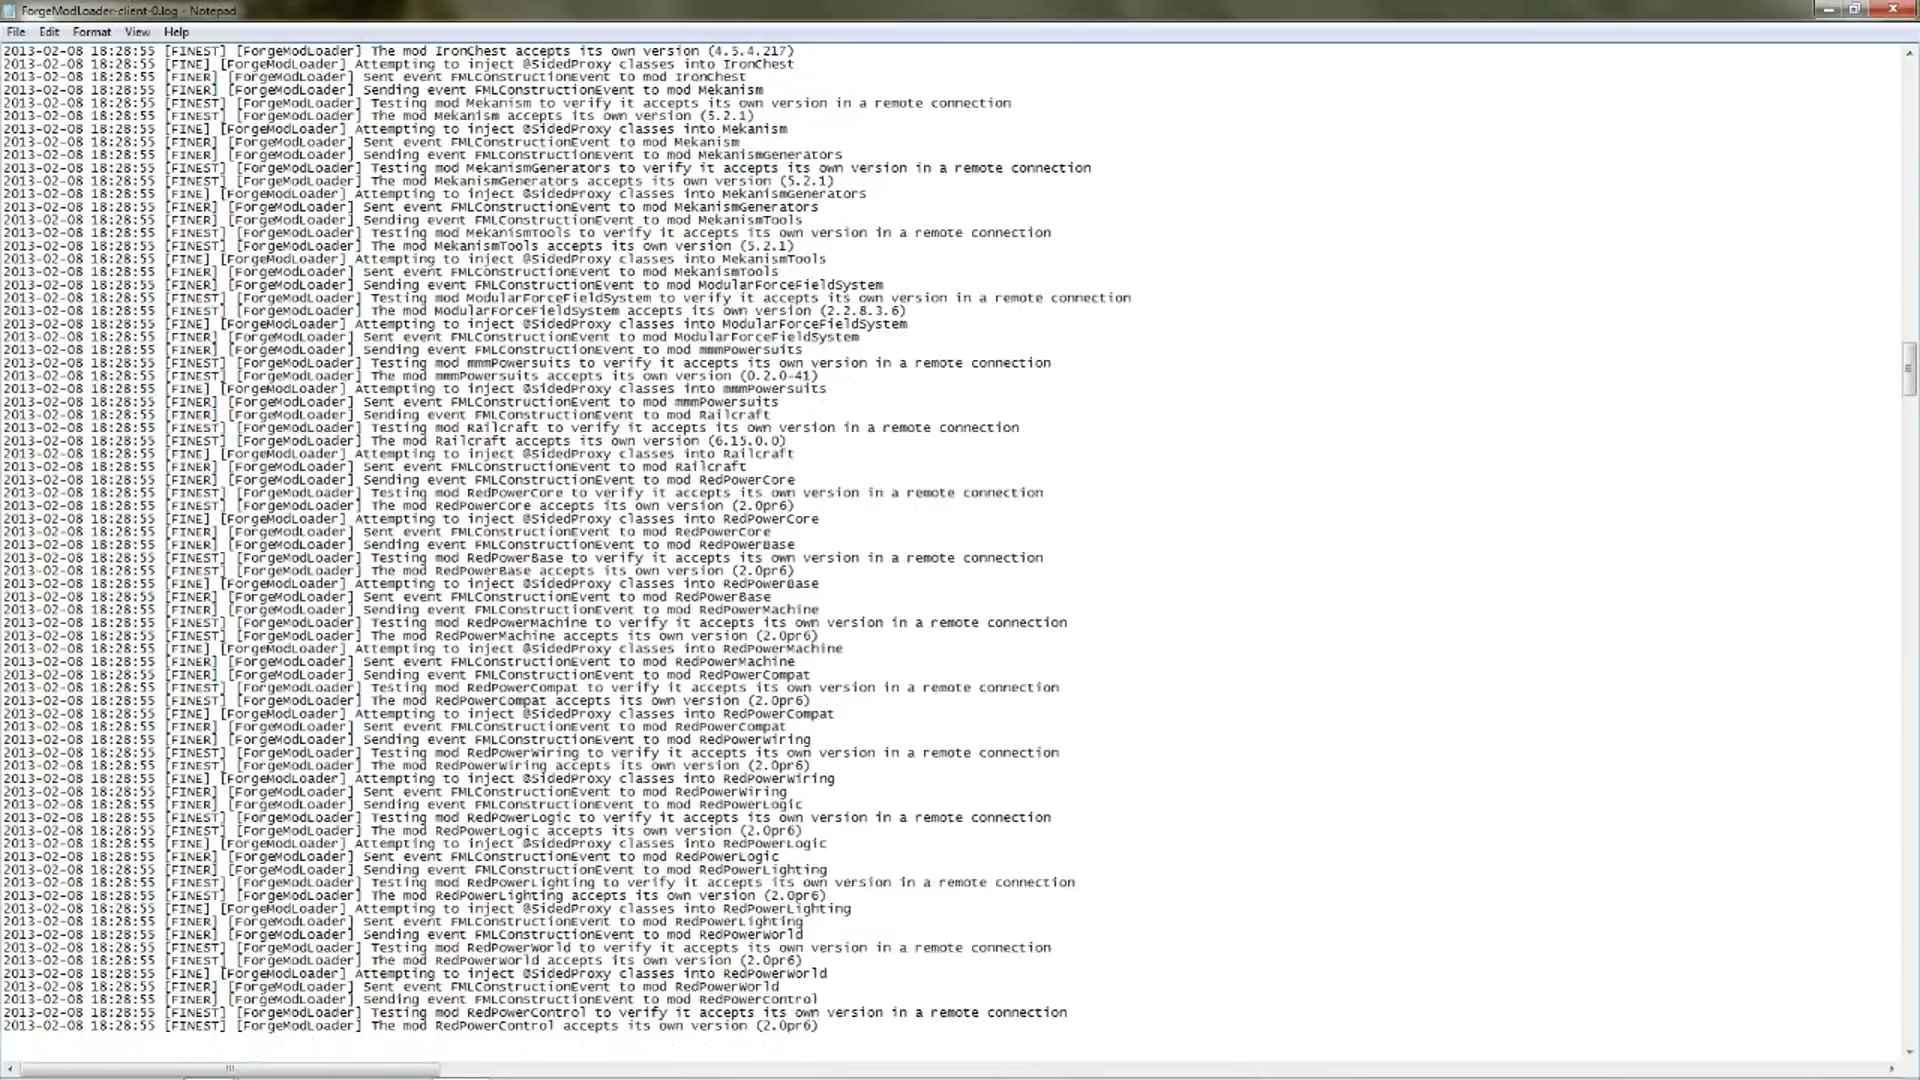 ForgeModLoader-client-0.log - Notepad
File Edit Format View Help
2013-02-08 18:28:55 [FINEST] [ForgeModLoader] The mod IronChest accepts its own version (4.5.4.217)
2013-02-08 18:28:55 [FINE] [ForgeModLoader] Attempting to inject @SidedProxy classes into IronChest
2013-02-08 18:28:55 [FINER] [ForgeModLoader] Sent event FMLConstructionEvent to mod IronChest
2013-02-08 18:28:55 [FINER] [ForgeModLoader] Sending event FMLConstructionEvent to mod Mekanism
2013-02-08 18:28:55 [FINEST] [ForgeModLoader] Testing mod Mekanism to verify it accepts its own version in a remote connection
2013-02-08 18:28:55 [FINEST] [ForgeModLoader] The mod Mekanism accepts its own version (5.2.1)
2013-02-08 18:28:55 [FINE] [ForgeModLoader] Attempting to inject @SidedProxy classes into Mekanism
2013-02-08 18:28:55 [FINER] [ForgeModLoader] Sent event FMLConstructionEvent to mod Mekanism
2013-02-08 18:28:55 [FINER] [ForgeModLoader] Sending event FMLConstructionEvent to mod MekanismGenerators
2013-02-08 18:28:55 [FINEST] [ForgeModLoader] Testing mod MekanismGenerators to verify it accepts its own version in a remote connection
2013-02-08 18:28:55 [FINEST] [ForgeModLoader] The mod MekanismGenerators accepts its own version (5.2.1)
2013-02-08 18:28:55 [FINE] [ForgeModLoader] Attempting to inject @SidedProxy classes into MekanismGenerators
2013-02-08 18:28:55 [FINER] [ForgeModLoader] Sent event FMLConstructionEvent to mod MekanismGenerators
2013-02-08 18:28:55 [FINER] [ForgeModLoader] Sending event FMLConstructionEvent to mod MekanismTools
2013-02-08 18:28:55 [FINEST] [ForgeModLoader] Testing mod MekanismTools to verify it accepts its own version in a remote connection
2013-02-08 18:28:55 [FINEST] [ForgeModLoader] The mod MekanismTools accepts its own version (5.2.1)
2013-02-08 18:28:55 [FINE] [ForgeModLoader] Attempting to inject @SidedProxy classes into MekanismTools
2013-02-08 18:28:55 [FINER] [ForgeModLoader] Sent event FMLConstructionEvent to mod MekanismTools
2013-02-08 18:28:55 [FINER] [ForgeModLoader] Sending event FMLConstructionEvent to mod ModularForceFieldSystem
2013-02-08 18:28:55 [FINEST] [ForgeModLoader] Testing mod ModularForceFieldSystem to verify it accepts its own version in a remote connection
2013-02-08 18:28:55 [FINEST] [ForgeModLoader] The mod ModularForceFieldSystem accepts its own version (2.2.8.3.6)
2013-02-08 18:28:55 [FINE] [ForgeModLoader] Attempting to inject @SidedProxy classes into ModularForceFieldSystem
2013-02-08 18:28:55 [FINER] [ForgeModLoader] Sent event FMLConstructionEvent to mod ModularForceFieldSystem
2013-02-08 18:28:55 [FINER] [ForgeModLoader] Sending event FMLConstructionEvent to mod mmmPowersuits
2013-02-08 18:28:55 [FINEST] [ForgeModLoader] Testing mod mmmPowersuits to verify it accepts its own version in a remote connection
2013-02-08 18:28:55 [FINEST] [ForgeModLoader] The mod mmmPowersuits accepts its own version (0.2.0-41)
2013-02-08 18:28:55 [FINE] [ForgeModLoader] Attempting to inject @SidedProxy classes into mmmPowersuits
2013-02-08 18:28:55 [FINER] [ForgeModLoader] Sent event FMLConstructionEvent to mod mmmPowersuits
2013-02-08 18:28:55 [FINER] [ForgeModLoader] Sending event FMLConstructionEvent to mod Railcraft
2013-02-08 18:28:55 [FINEST] [ForgeModLoader] Testing mod Railcraft to verify it accepts its own version in a remote connection
2013-02-08 18:28:55 [FINEST] [ForgeModLoader] The mod Railcraft accepts its own version (6.15.0.0)
2013-02-08 18:28:55 [FINE] [ForgeModLoader] Attempting to inject @SidedProxy classes into Railcraft
2013-02-08 18:28:55 [FINER] [ForgeModLoader] Sent event FMLConstructionEvent to mod Railcraft
2013-02-08 18:28:55 [FINER] [ForgeModLoader] Sending event FMLConstructionEvent to mod RedPowerCore
2013-02-08 18:28:55 [FINEST] [ForgeModLoader] Testing mod RedPowerCore to verify it accepts its own version in a remote connection
2013-02-08 18:28:55 [FINEST] [ForgeModLoader] The mod RedPowerCore accepts its own version (2.0pr6)
2013-02-08 18:28:55 [FINE] [ForgeModLoader] Attempting to inject @SidedProxy classes into RedPowerCore
2013-02-08 18:28:55 [FINER] [ForgeModLoader] Sent event FMLConstructionEvent to mod RedPowerCore
2013-02-08 18:28:55 [FINER] [ForgeModLoader] Sending event FMLConstructionEvent to mod RedPowerBase
2013-02-08 18:28:55 [FINEST] [ForgeModLoader] Testing mod RedPowerBase to verify it accepts its own version in a remote connection
2013-02-08 18:28:55 [FINEST] [ForgeModLoader] The mod RedPowerBase accepts its own version (2.0pr6)
2013-02-08 18:28:55 [FINE] [ForgeModLoader] Attempting to inject @SidedProxy classes into RedPowerBase
2013-02-08 18:28:55 [FINER] [ForgeModLoader] Sent event FMLConstructionEvent to mod RedPowerBase
2013-02-08 18:28:55 [FINER] [ForgeModLoader] Sending event FMLConstructionEvent to mod RedPowerMachine
2013-02-08 18:28:55 [FINEST] [ForgeModLoader] Testing mod RedPowerMachine to verify it accepts its own version in a remote connection
2013-02-08 18:28:55 [FINEST] [ForgeModLoader] The mod RedPowerMachine accepts its own version (2.0pr6)
2013-02-08 18:28:55 [FINE] [ForgeModLoader] Attempting to inject @SidedProxy classes into RedPowerMachine
2013-02-08 18:28:55 [FINER] [ForgeModLoader] Sent event FMLConstructionEvent to mod RedPowerMachine
2013-02-08 18:28:55 [FINER] [ForgeModLoader] Sending event FMLConstructionEvent to mod RedPowerCompat
2013-02-08 18:28:55 [FINEST] [ForgeModLoader] Testing mod RedPowerCompat to verify it accepts its own version in a remote connection
2013-02-08 18:28:55 [FINEST] [ForgeModLoader] The mod RedPowerCompat accepts its own version (2.0pr6)
2013-02-08 18:28:55 [FINE] [ForgeModLoader] Attempting to inject @SidedProxy classes into RedPowerCompat
2013-02-08 18:28:55 [FINER] [ForgeModLoader] Sent event FMLConstructionEvent to mod RedPowerCompat
2013-02-08 18:28:55 [FINER] [ForgeModLoader] Sending event FMLConstructionEvent to mod RedPowerWiring
2013-02-08 18:28:55 [FINEST] [ForgeModLoader] Testing mod RedPowerWiring to verify it accepts its own version in a remote connection
2013-02-08 18:28:55 [FINEST] [ForgeModLoader] The mod RedPowerWiring accepts its own version (2.0pr6)
2013-02-08 18:28:55 [FINE] [ForgeModLoader] Attempting to inject @SidedProxy classes into RedPowerWiring
2013-02-08 18:28:55 [FINER] [ForgeModLoader] Sent event FMLConstructionEvent to mod RedPowerWiring
2013-02-08 18:28:55 [FINER] [ForgeModLoader] Sending event FMLConstructionEvent to mod RedPowerLogic
2013-02-08 18:28:55 [FINEST] [ForgeModLoader] Testing mod RedPowerLogic to verify it accepts its own version in a remote connection
2013-02-08 18:28:55 [FINEST] [ForgeModLoader] The mod RedPowerLogic accepts its own version (2.0pr6)
2013-02-08 18:28:55 [FINE] [ForgeModLoader] Attempting to inject @SidedProxy classes into RedPowerLogic
2013-02-08 18:28:55 [FINER] [ForgeModLoader] Sent event FMLConstructionEvent to mod RedPowerLogic
2013-02-08 18:28:55 [FINER] [ForgeModLoader] Sending event FMLConstructionEvent to mod RedPowerLighting
2013-02-08 18:28:55 [FINEST] [ForgeModLoader] Testing mod RedPowerLighting to verify it accepts its own version in a remote connection
2013-02-08 18:28:55 [FINEST] [ForgeModLoader] The mod RedPowerLighting accepts its own version (2.0pr6)
2013-02-08 18:28:55 [FINE] [ForgeModLoader] Attempting to inject @SidedProxy classes into RedPowerLighting
2013-02-08 18:28:55 [FINER] [ForgeModLoader] Sent event FMLConstructionEvent to mod RedPowerLighting
2013-02-08 18:28:55 [FINER] [ForgeModLoader] Sending event FMLConstructionEvent to mod RedPowerWorld
2013-02-08 18:28:55 [FINEST] [ForgeModLoader] Testing mod RedPowerWorld to verify it accepts its own version in a remote connection
2013-02-08 18:28:55 [FINEST] [ForgeModLoader] The mod RedPowerWorld accepts its own version (2.0pr6)
2013-02-08 18:28:55 [FINE] [ForgeModLoader] Attempting to inject @SidedProxy classes into RedPowerWorld
2013-02-08 18:28:55 [FINER] [ForgeModLoader] Sent event FMLConstructionEvent to mod RedPowerWorld
2013-02-08 18:28:55 [FINER] [ForgeModLoader] Sending event FMLConstructionEvent to mod RedPowerControl
2013-02-08 18:28:55 [FINEST] [ForgeModLoader] Testing mod RedPowerControl to verify it accepts its own version in a remote connection
2013-02-08 18:28:55 [FINEST] [ForgeModLoader] The mod RedPowerControl accepts its own version (2.0pr6)